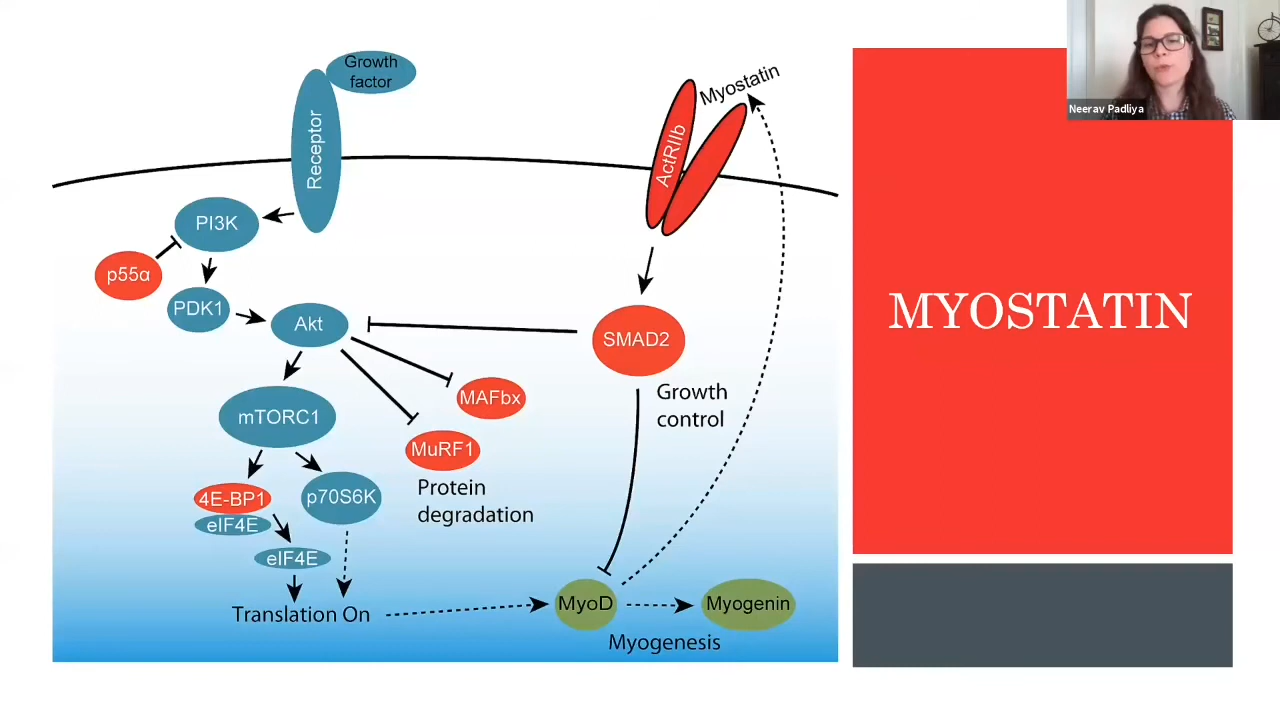 Growth
factor
Receptor
Myostatin
ActRIIb
PI3K
p55α
PDK1
Akt
SMAD2
MAFbx
Growth
control
mTORC1
MuRF1
4E-BP1
p70S6K
Protein
degradation
eIF4E
eIF4E
Translation On
MyoD
Myogenin
Myogenesis
MYOSTATIN
Neerav Padliya